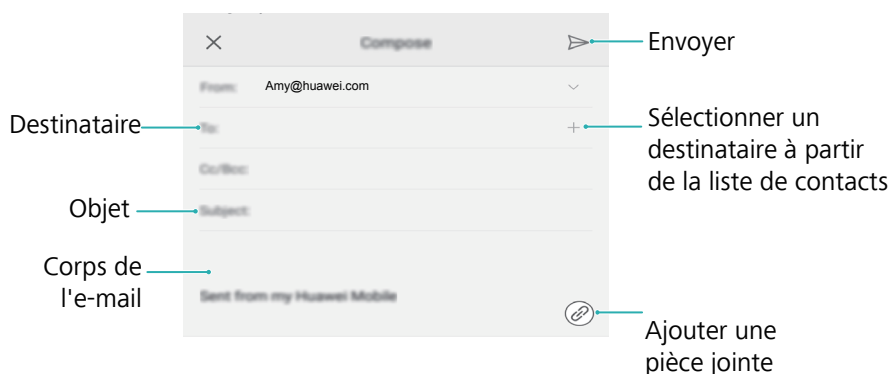 Compose
Envoyer
From: Amy@huawei.com
Destinataire
To:
Sélectionner un
destinataire à partir
de la liste de contacts
Cc/Bcc:
Objet
Subject:
Corps de
l'e-mail
Sent from my Huawei Mobile
Ajouter une
pièce jointe